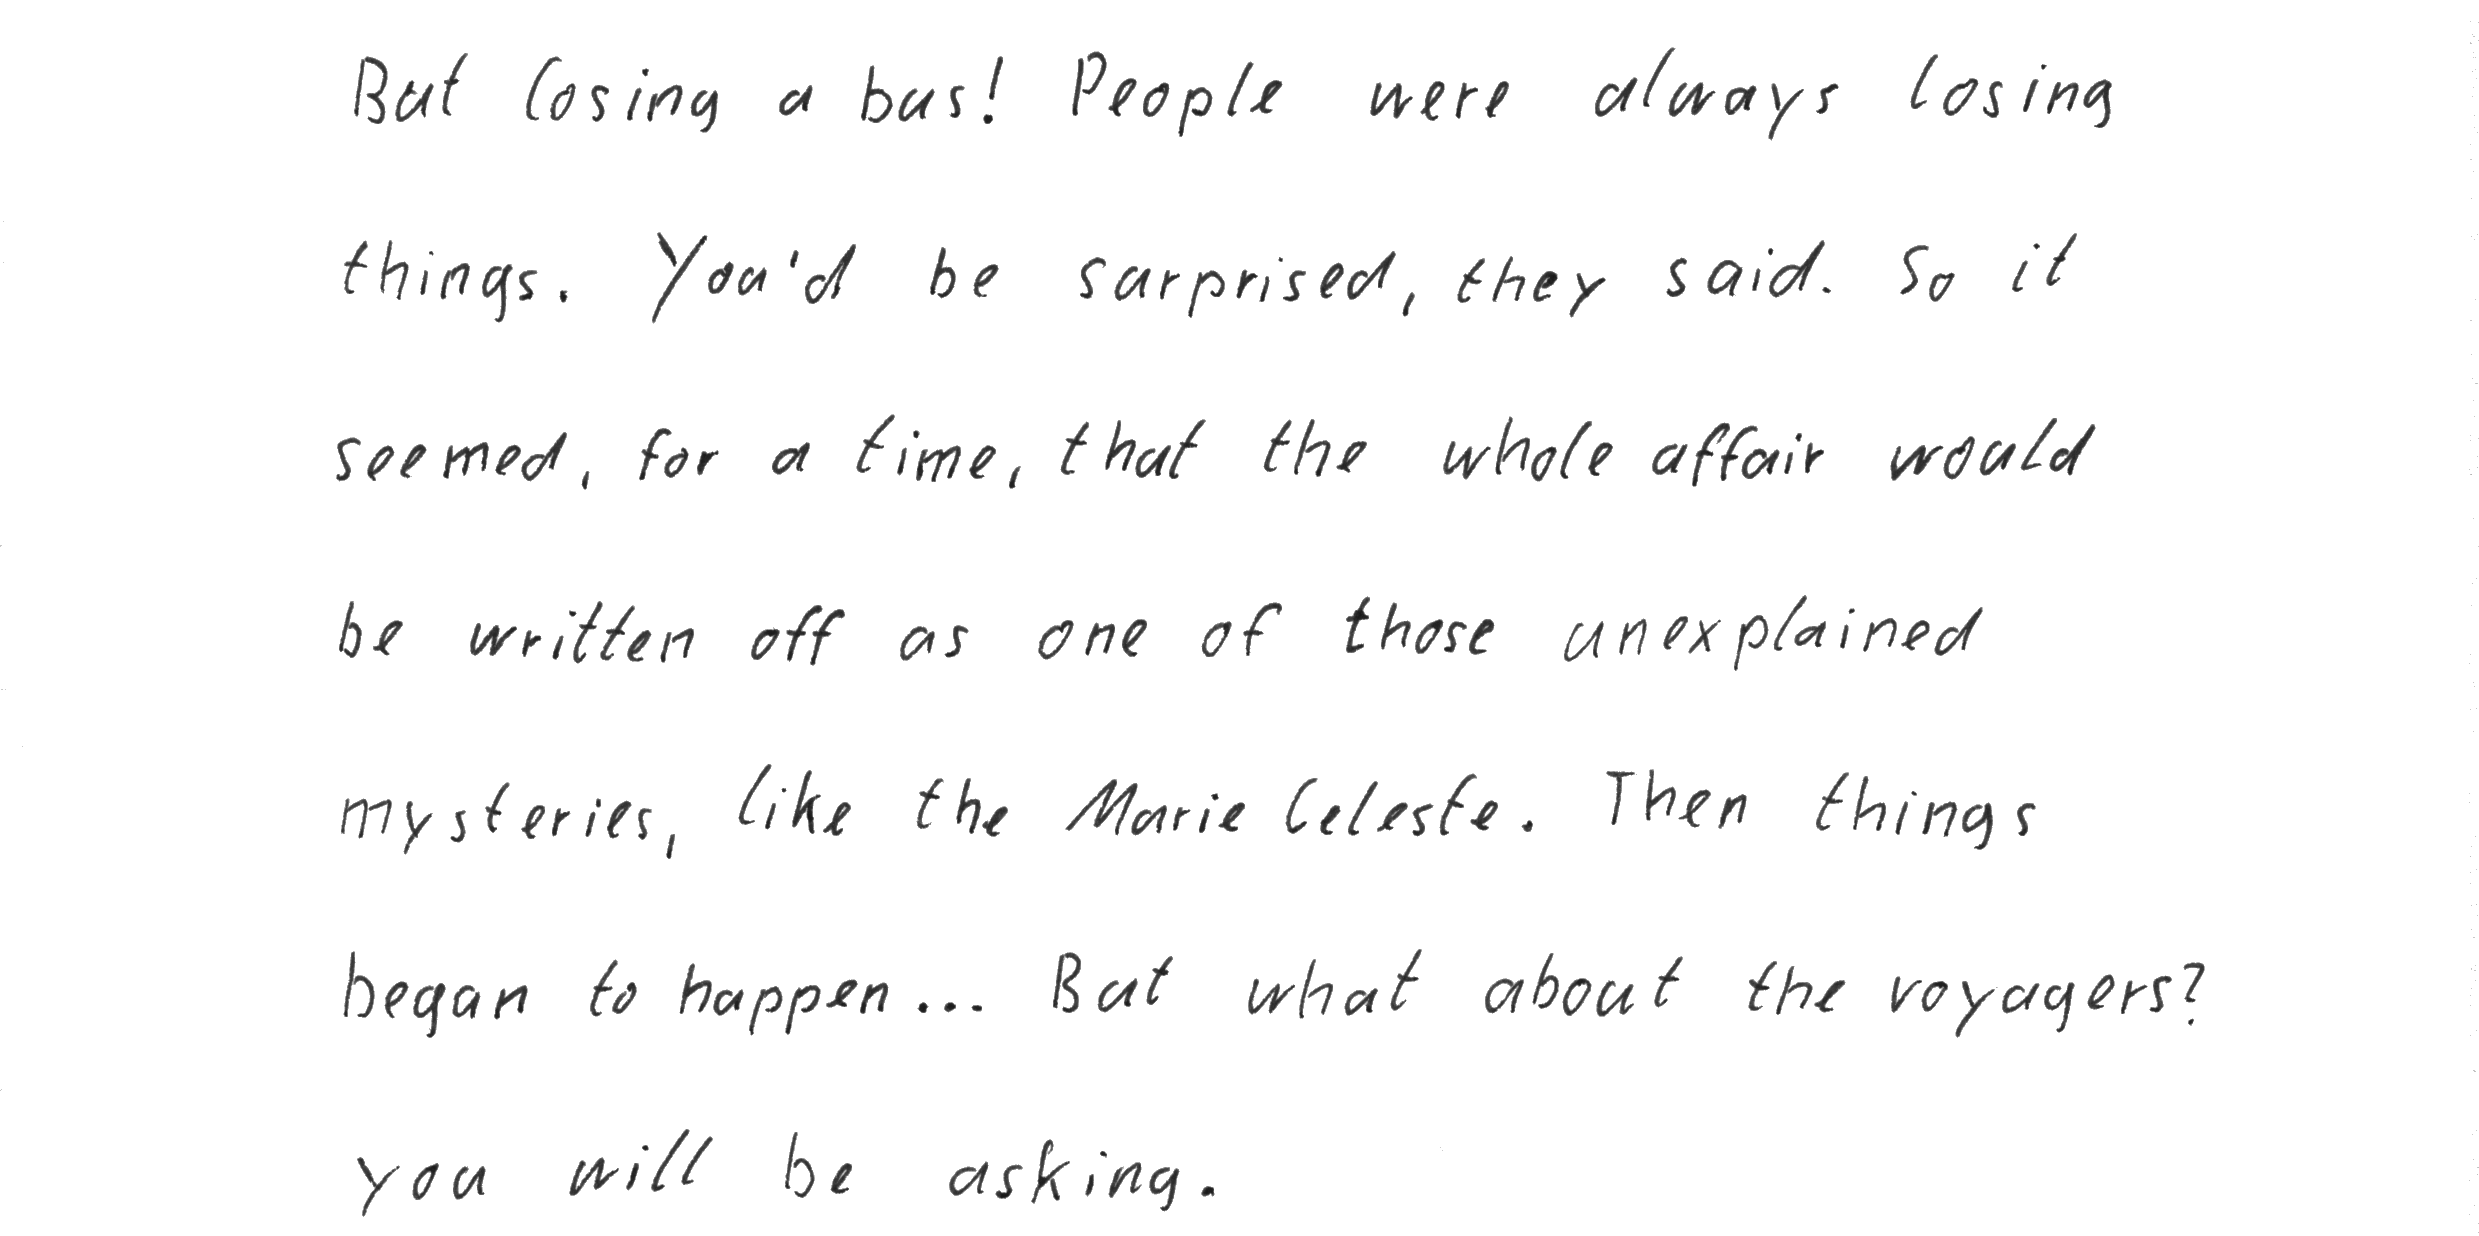 But losing a bus! People were always losing
things. You'd be surprised, they said. So it
seemed, for a time, that the whole affair would
be written off as one of those unexplained
mysteries, like the Marie Celeste. Then things
began to happen... But what about the voyagers?
you will be asking.